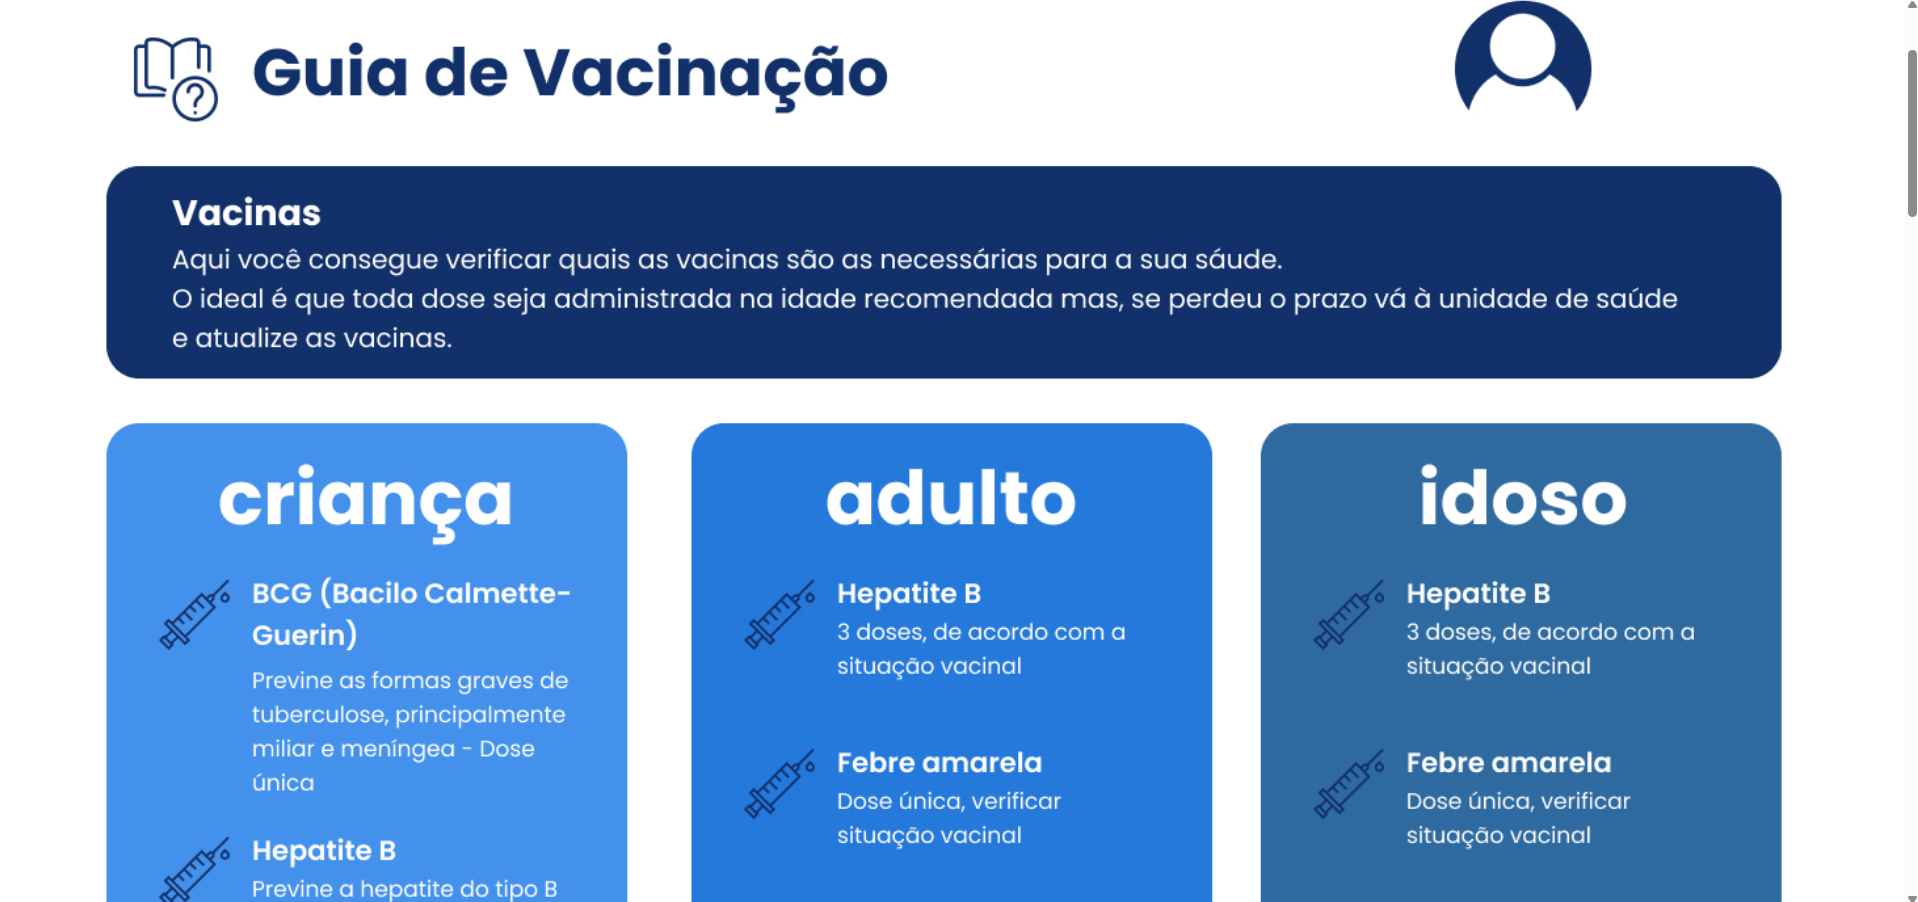 Guia de Vacinação
Vacinas
Aqui você consegue verificar quais as vacinas são as necessárias para a sua sáude.
O ideal é que toda dose seja administrada na idade recomendada mas, se perdeu o prazo vá à unidade de saúde
e atualize as vacinas.
criança
BCG (Bacilo Calmette-
Guerin)
Previne as formas graves de
tuberculose, principalmente
miliar e meníngea - Dose
única
Hepatite B
Previne a hepatite do tipo B
adulto
Hepatite B
3 doses, de acordo com a
situação vacinal
Febre amarela
Dose única, verificar
situação vacinal
idoso
Hepatite B
3 doses, de acordo com a
situação vacinal
Febre amarela
Dose única, verificar
situação vacinal